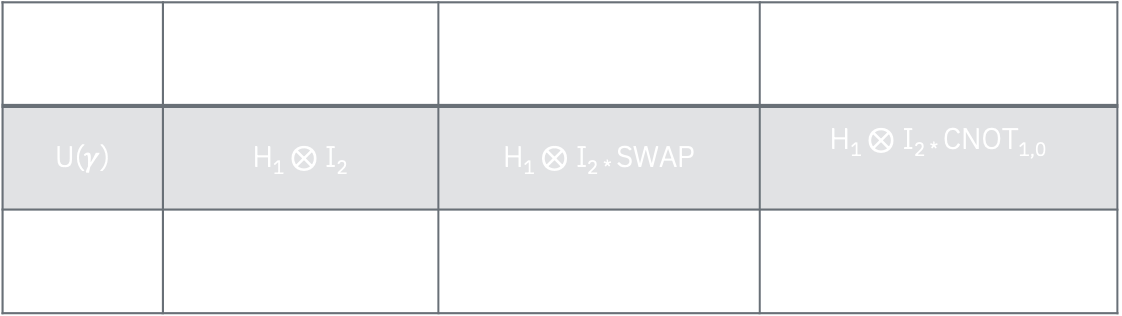 U(γ) H₁ ⊗ I₂ H₁ ⊗ I₂ ⋆ SWAP H₁ ⊗ I₂ ⋆ CNOT₁,₀